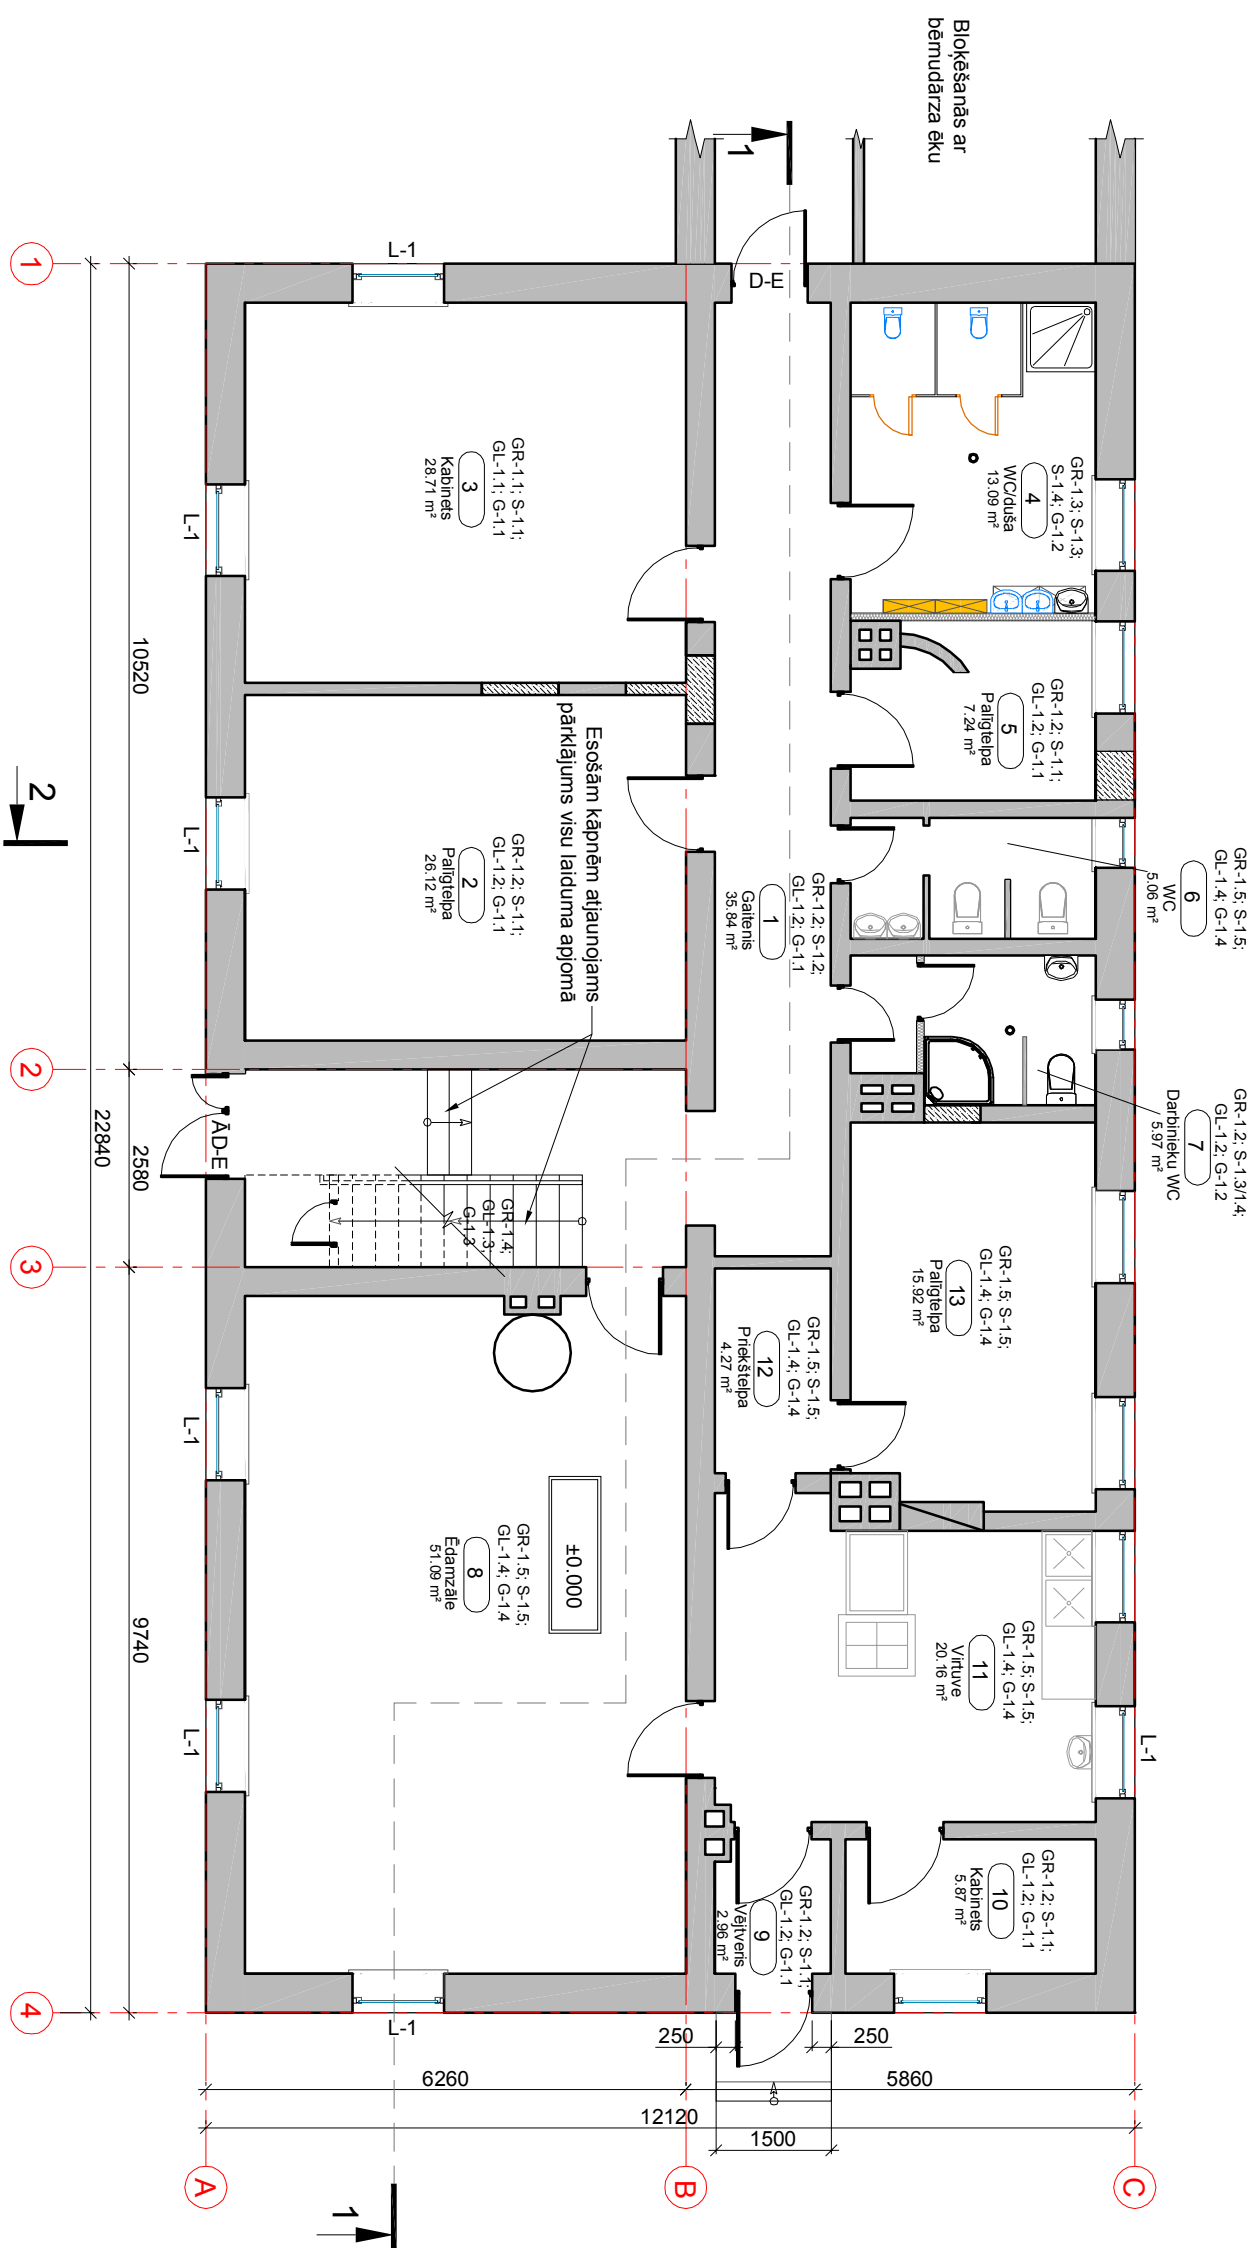 Bloķēšanās ar
bēmudārza ēku
1
L-1
D-E
1
GR-1.3; S-1.3;
S-1.4; G-1.2
4
WC/duša
13.09 m²
GR-1.1; S-1.1;
GL-1.1; G-1.1
3
Kabinets
28.71 m²
L-1
GR-1.2; S-1.1;
GL-1.2; G-1.1
5
Palīgtelpa
7.24 m²
10520
Esošām kāpnēm atjaunojams
pārklājums visu laiduma apjomā
2
L-1
GR-1.2; S-1.1;
GL-1.2; G-1.1
2
Palīgtelpa
26.12 m²
GR-1.2; S-1.2;
GL-1.2; G-1.1
1
Gaitenis
35.84 m²
GR-1.5; S-1.5;
GL-1.4; G-1.4
6
WC
5.06 m²
2
22840
2580
ĀD-E
GR-1.2; S-1.3/1.4;
GL-1.2; G-1.2
7
Darbinieku WC
5.97 m²
GR-1.4;
GL-1.3;
G-1.3
3
GR-1.5; S-1.5;
GL-1.4; G-1.4
13
Palīgtelpa
15.92 m²
GR-1.5; S-1.5;
GL-1.4; G-1.4
12
Priekštelpa
4.27 m²
L-1
±0.000
GR-1.5; S-1.5;
GL-1.4; G-1.4
8
Ēdamzāle
51.09 m²
9740
GR-1.5; S-1.5;
GL-1.4; G-1.4
11
Virtuve
20.16 m²
L-1
L-1
GR-1.2; S-1.1;
GL-1.2; G-1.1
10
Kabinets
5.87 m²
GR-1.2; S-1.1;
GL-1.2; G-1.1
9
Vējtveris
2.96 m²
4
L-1
250
250
6260
5860
12120
1500
A
B
C
1